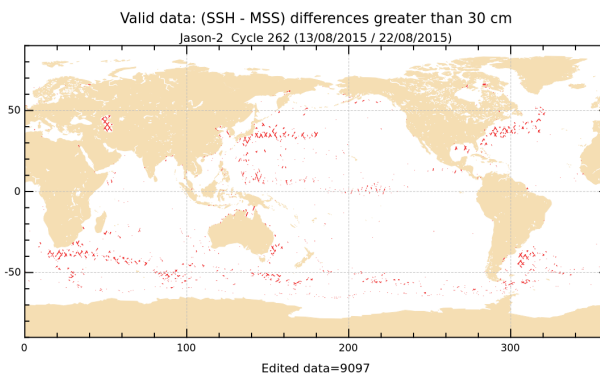 Valid data: (SSH - MSS) differences greater than 30 cm
Jason-2  Cycle 262 (13/08/2015 / 22/08/2015)
50
0
-50
0 100 200 300
Edited data=9097